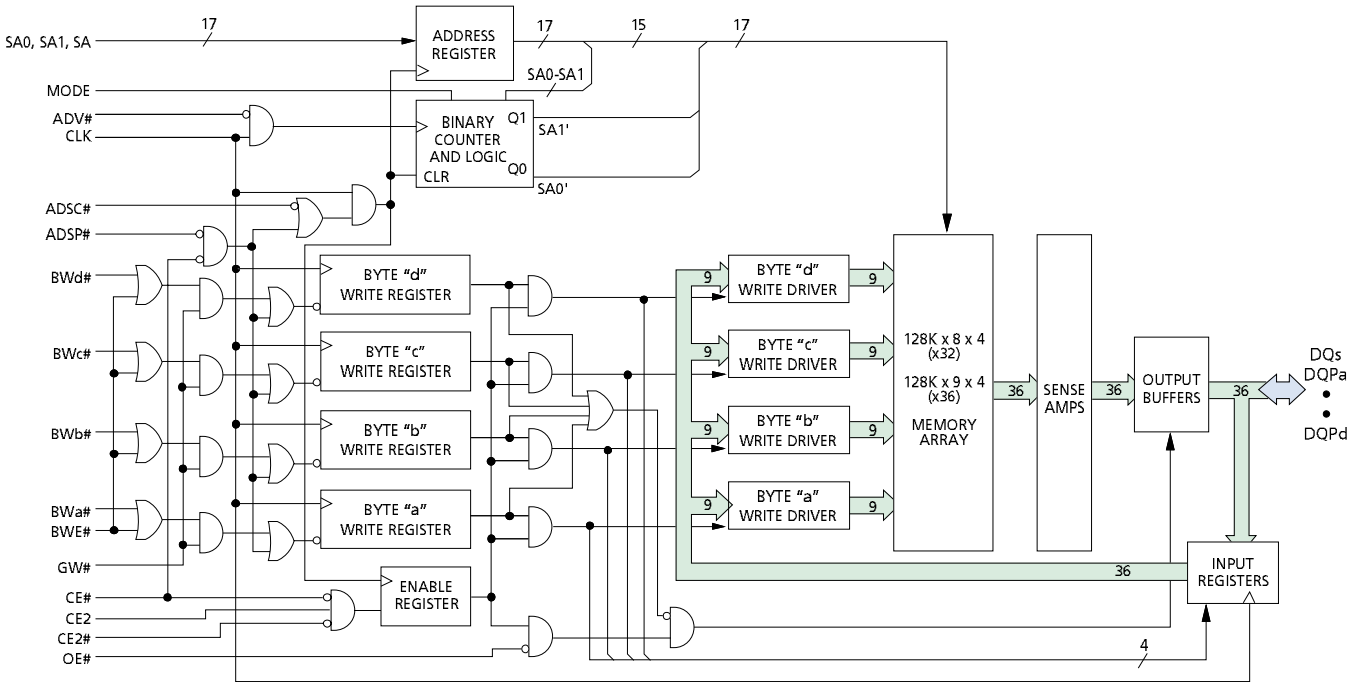 SA0, SA1, SA
17
ADDRESS
REGISTER
17
15
17
SA0-SA1
MODE
ADV#
CLK
BINARY
COUNTER
AND LOGIC
Q1
Q0
CLR
SA1'
SA0'
ADSC#
ADSP#
BWd#
BYTE “d”
WRITE REGISTER
9
BYTE “d”
WRITE DRIVER
9
BWc#
BYTE “c”
WRITE REGISTER
9
BYTE “c”
WRITE DRIVER
9
BWb#
BYTE “b”
WRITE REGISTER
9
BYTE “b”
WRITE DRIVER
9
BWa#
BWE#
BYTE “a”
WRITE REGISTER
9
BYTE “a”
WRITE DRIVER
9
128K x 8 x 4
(x32)
128K x 9 x 4
(x36)
MEMORY
ARRAY
36
SENSE
AMPS
36
OUTPUT
BUFFERS
36
DQs
DQPa
•
•
DQPd
GW#
CE#
CE2
CE2#
OE#
ENABLE
REGISTER
36
INPUT
REGISTERS
4